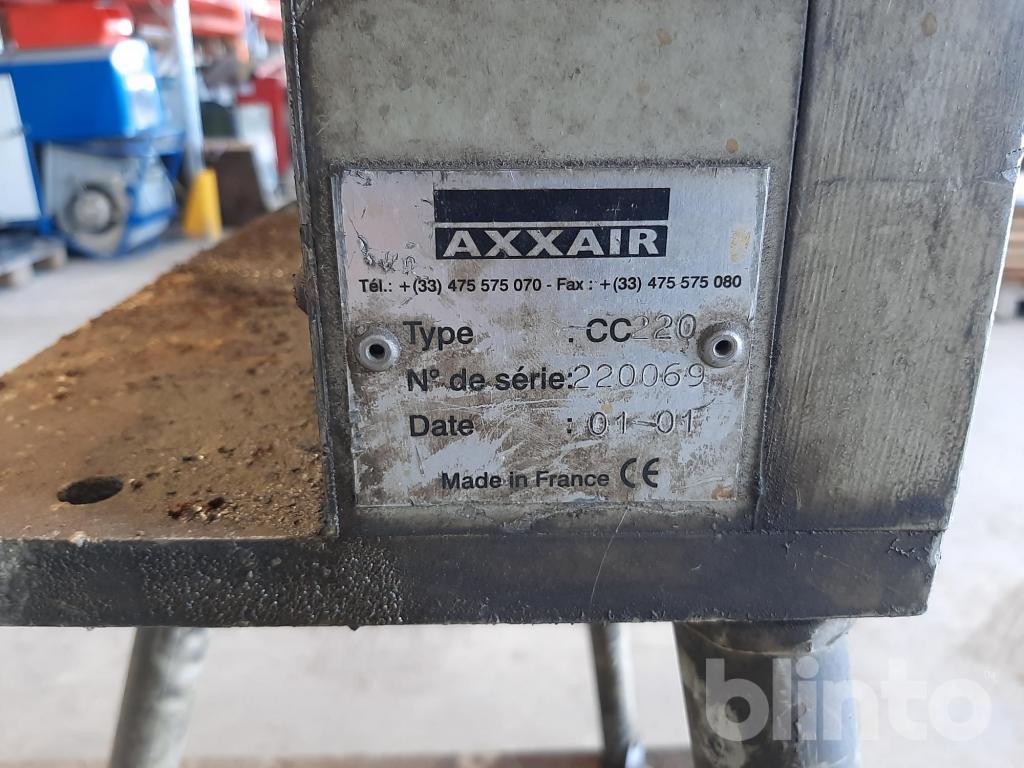 AXXAIR
Tél.: +(33) 475 575 070 - Fax : +(33) 475 575 080
Type : CC220
N° de série: 220069
Date : 01-01
Made in France CE
blinto™